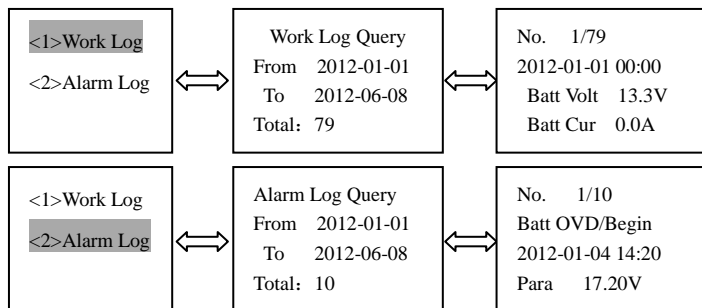 <1>Work Log
<2>Alarm Log
Work Log Query
From 2012-01-01
To 2012-06-08
Total：79
No. 1/79
2012-01-01 00:00
Batt Volt 13.3V
Batt Cur 0.0A
<1>Work Log
<2>Alarm Log
Alarm Log Query
From 2012-01-01
To 2012-06-08
Total：10
No. 1/10
Batt OVD/Begin
2012-01-04 14:20
Para 17.20V